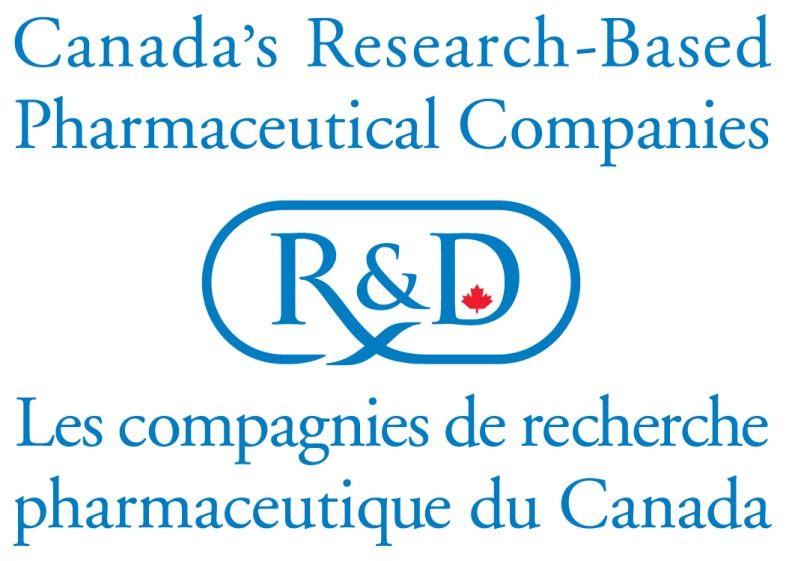 Canada’s Research-Based
Pharmaceutical Companies
R&D
Les compagnies de recherche
pharmaceutique du Canada